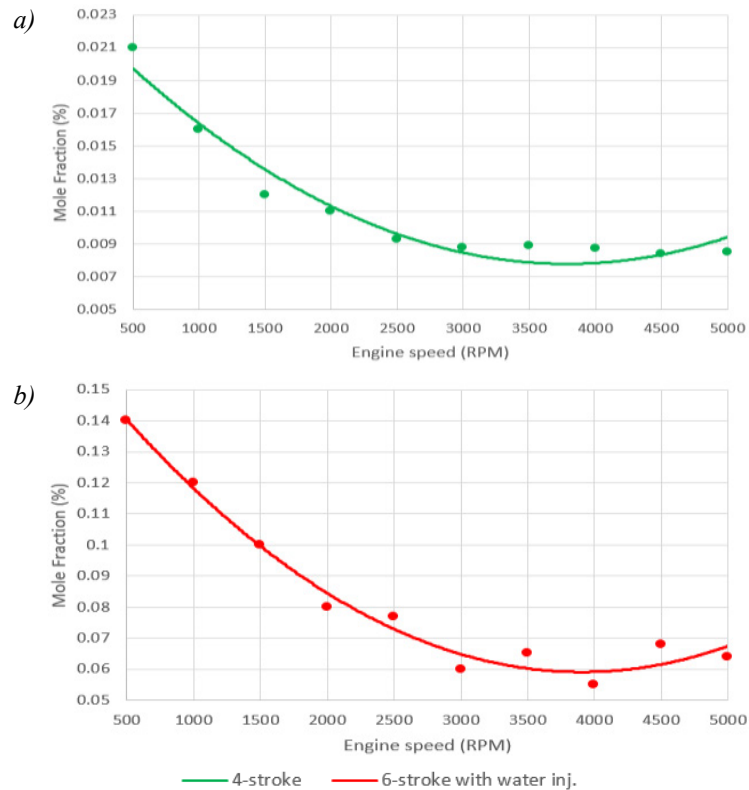 a)
0.023
0.021
0.019
0.017
0.015
0.013
0.011
0.009
0.007
0.005
Mole Fraction (%)
500 1000 1500 2000 2500 3000 3500 4000 4500 5000
Engine speed (RPM)
b)
0.15
0.14
0.13
0.12
0.11
0.1
0.09
0.08
0.07
0.06
0.05
Mole Fraction (%)
500 1000 1500 2000 2500 3000 3500 4000 4500 5000
Engine speed (RPM)
4-stroke 6-stroke with water inj.